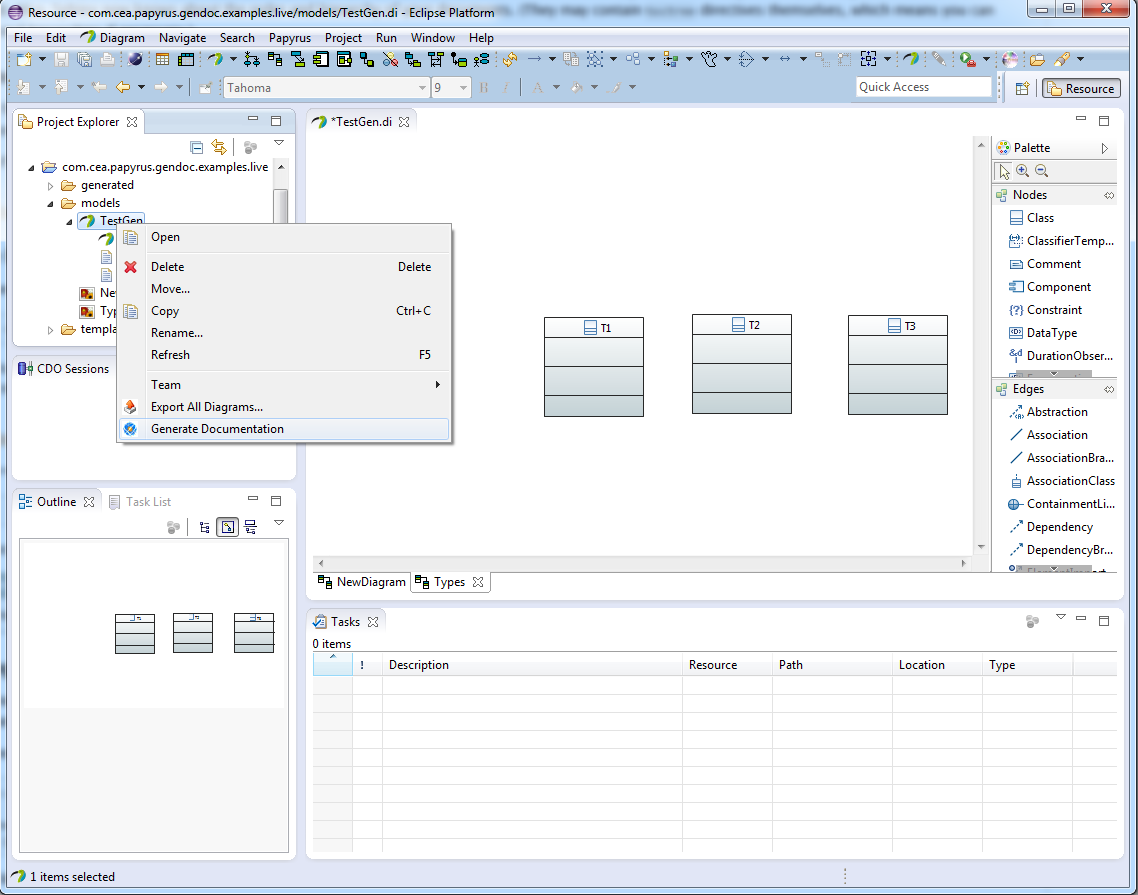 Resource - com.cea.papyrus.gendoc.examples.live/models/TestGen.di - Eclipse Platform
File Edit Diagram Navigate Search Papyrus Project Run Window Help
Tahoma 9 B I A Quick Access Resource
Project Explorer
com.cea.papyrus.gendoc.examples.live
generated
models
TestGen
Open
Delete Delete
Move...
Copy Ctrl+C
Rename...
Refresh F5
Team
Export All Diagrams...
Generate Documentation
Ne
Typ
templa
CDO Sessions
Outline Task List
*TestGen.di
T1
T2
T3
NewDiagram Types
Palette
Nodes
Class
ClassifierTemp...
Comment
Component
Constraint
DataType
DurationObser...
Edges
Abstraction
Association
AssociationBra...
AssociationClass
ContainmentLi...
Dependency
DependencyBr...
Tasks
0 items
! Description Resource Path Location Type
1 items selected